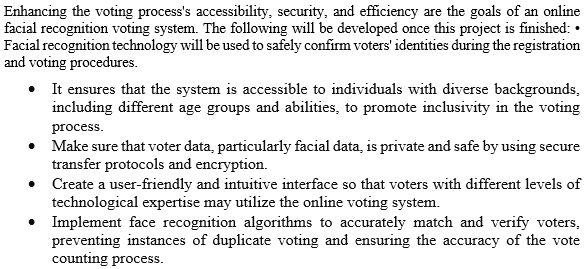 Enhancing the voting process's accessibility, security, and efficiency are the goals of an online
facial recognition voting system. The following will be developed once this project is finished: •
Facial recognition technology will be used to safely confirm voters' identities during the registration
and voting procedures.
• It ensures that the system is accessible to individuals with diverse backgrounds,
including different age groups and abilities, to promote inclusivity in the voting
process.
• Make sure that voter data, particularly facial data, is private and safe by using secure
transfer protocols and encryption.
• Create a user-friendly and intuitive interface so that voters with different levels of
technological expertise may utilize the online voting system.
• Implement face recognition algorithms to accurately match and verify voters,
preventing instances of duplicate voting and ensuring the accuracy of the vote
counting process.